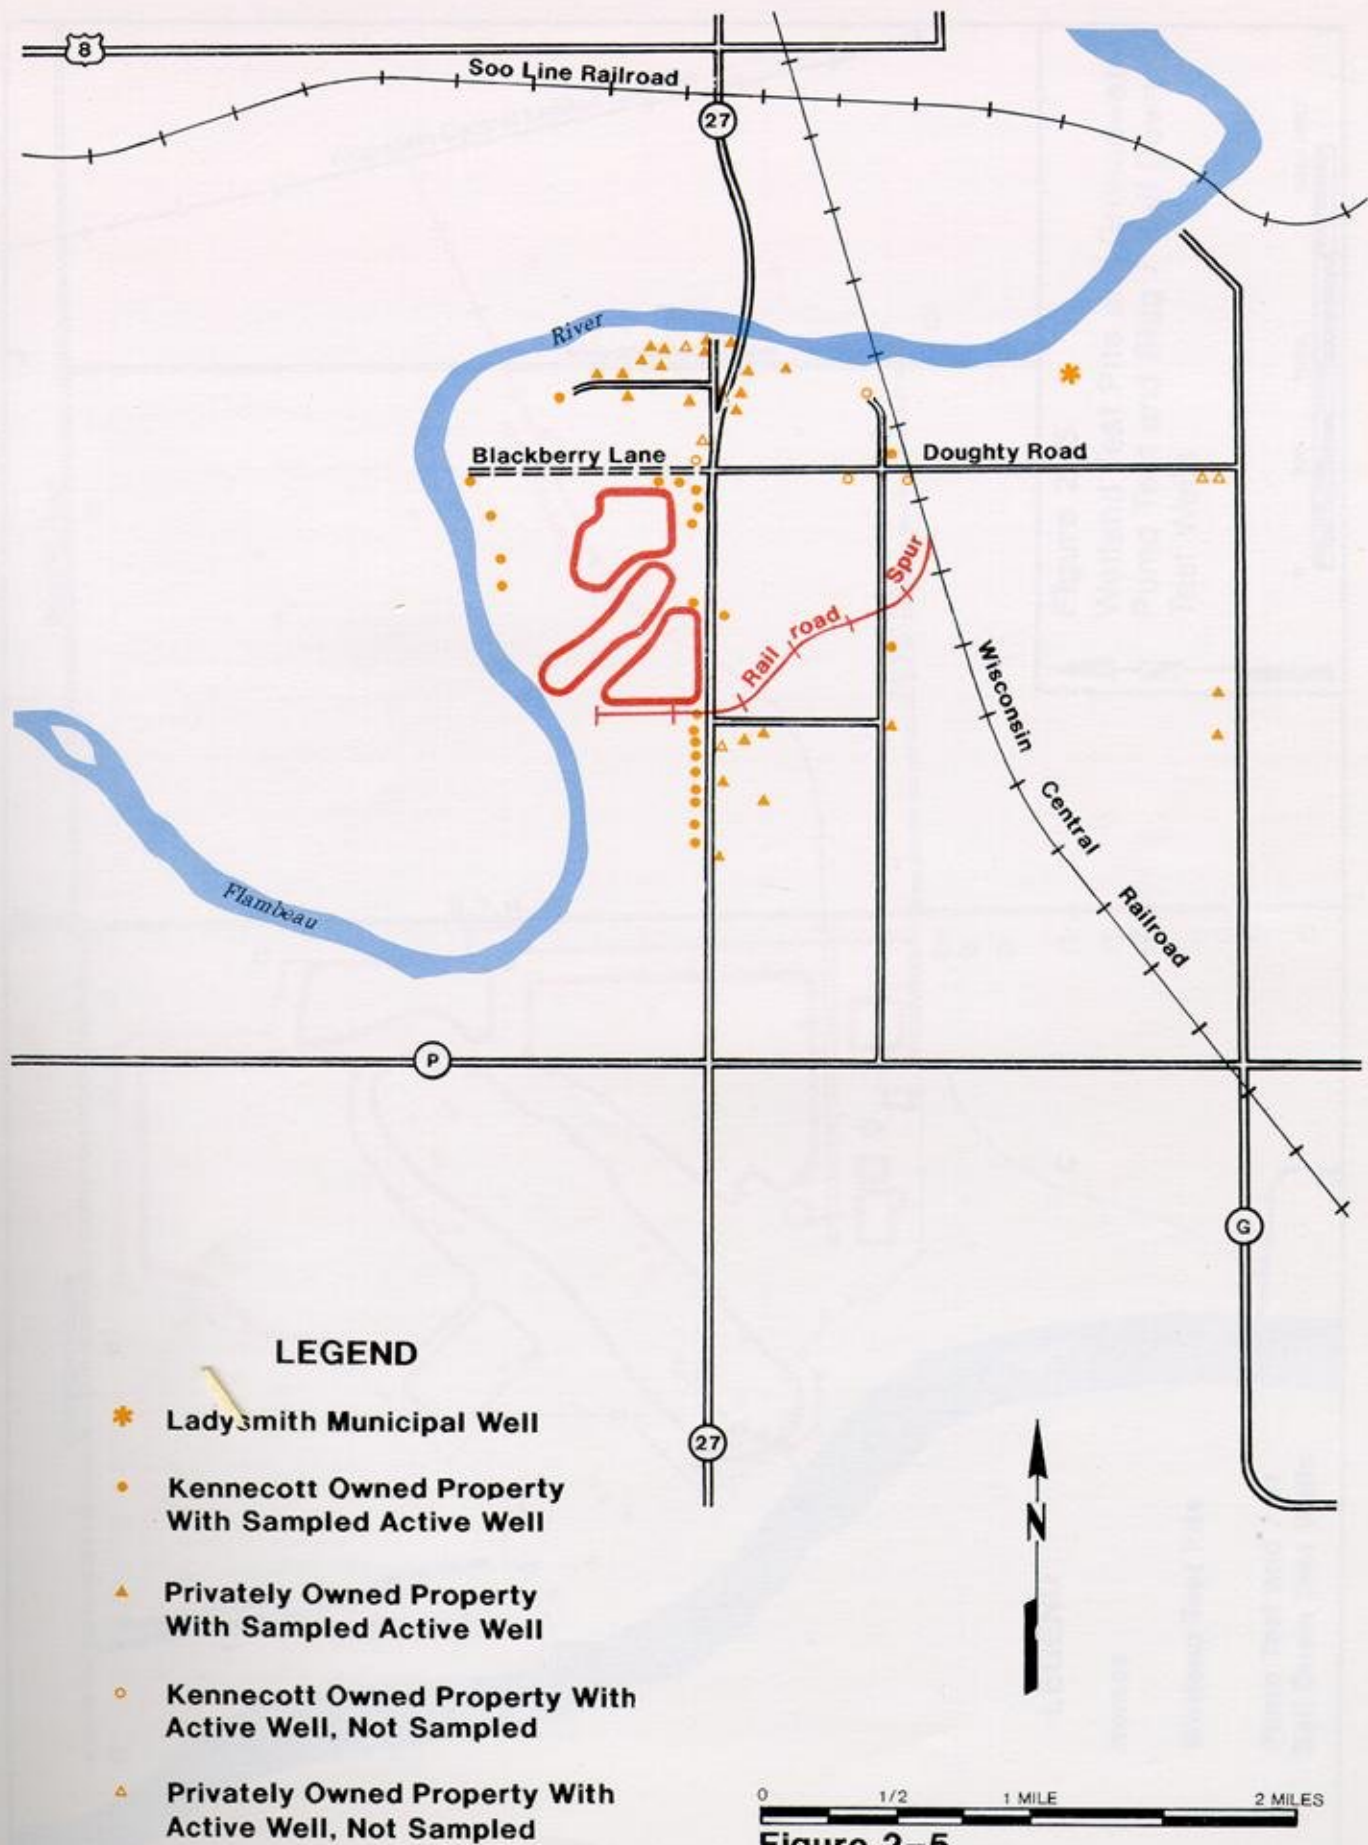 8
Soo Line Railroad
27
River
Blackberry Lane
Doughty Road
Spur
road
Rail
Wisconsin
Central
Railroad
Flambeau
P
G
27
N
LEGEND
Ladysmith Municipal Well
Kennecott Owned Property
With Sampled Active Well
Privately Owned Property
With Sampled Active Well
Kennecott Owned Property With
Active Well, Not Sampled
Privately Owned Property With
Active Well, Not Sampled
0 1/2 1 MILE 2 MILES
Figure 2-5